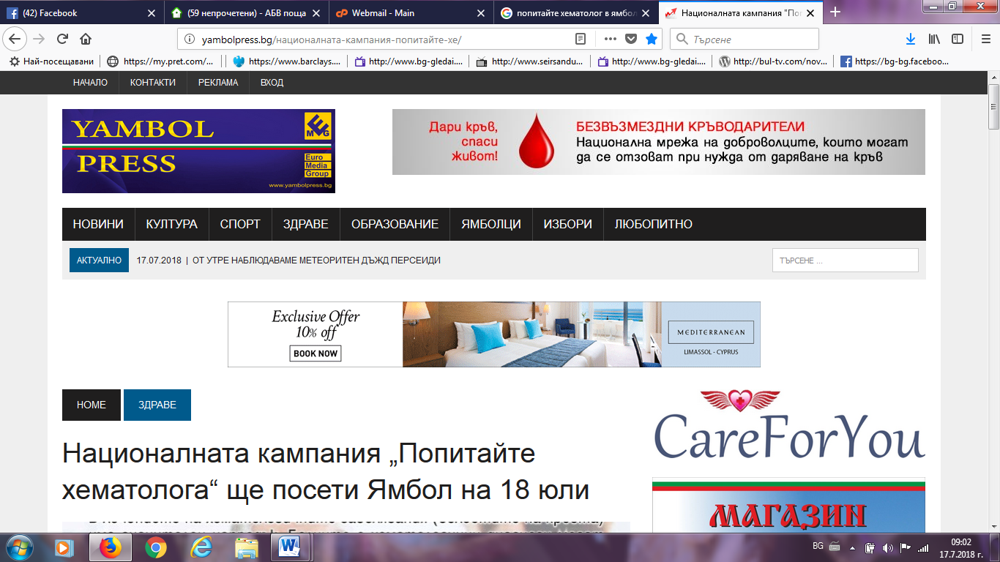 (42) Facebook
(59 непрочетени) - АБВ поща
Webmail - Main
попитайте хематолог в ямбол
Националната кампания "Поп
yambolpress.bg/националната-кампания-попитайте-хе/
Търсене
Най-посещавани
https://my.pret.com/...
https://www.barclays....
http://www.bg-gledai....
http://www.seirsandu...
http://www.bg-gledai....
http://bul-tv.com/nov...
https://bg-bg.faceboo...
НАЧАЛО
КОНТАКТИ
РЕКЛАМА
ВХОД
YAMBOL
PRESS
EMG
Euro
Media
Group
www.yambolpress.bg
Дари кръв,
спаси
живот!
БЕЗВЪЗМЕЗДНИ КРЪВОДАРИТЕЛИ
Национална мрежа на доброволците, които могат
да се отзоват при нужда от даряване на кръв
НОВИНИ
КУЛТУРА
СПОРТ
ЗДРАВЕ
ОБРАЗОВАНИЕ
ЯМБОЛЦИ
ИЗБОРИ
ЛЮБОПИТНО
АКТУАЛНО
17.07.2018 | ОТ УТРЕ НАБЛЮДАВАМЕ МЕТЕОРИТЕН ДЪЖД ПЕРСЕИДИ
ТЪРСЕНЕ ...
Exclusive Offer
10% off
BOOK NOW
MEDITERRANEAN
LIMASSOL - CYPRUS
HOME
ЗДРАВЕ
CareForYou
Националната кампания „Попитайте
хематолога“ ще посети Ямбол на 18 юли
МАГАЗИН
BG
09:02
17.7.2018 г.